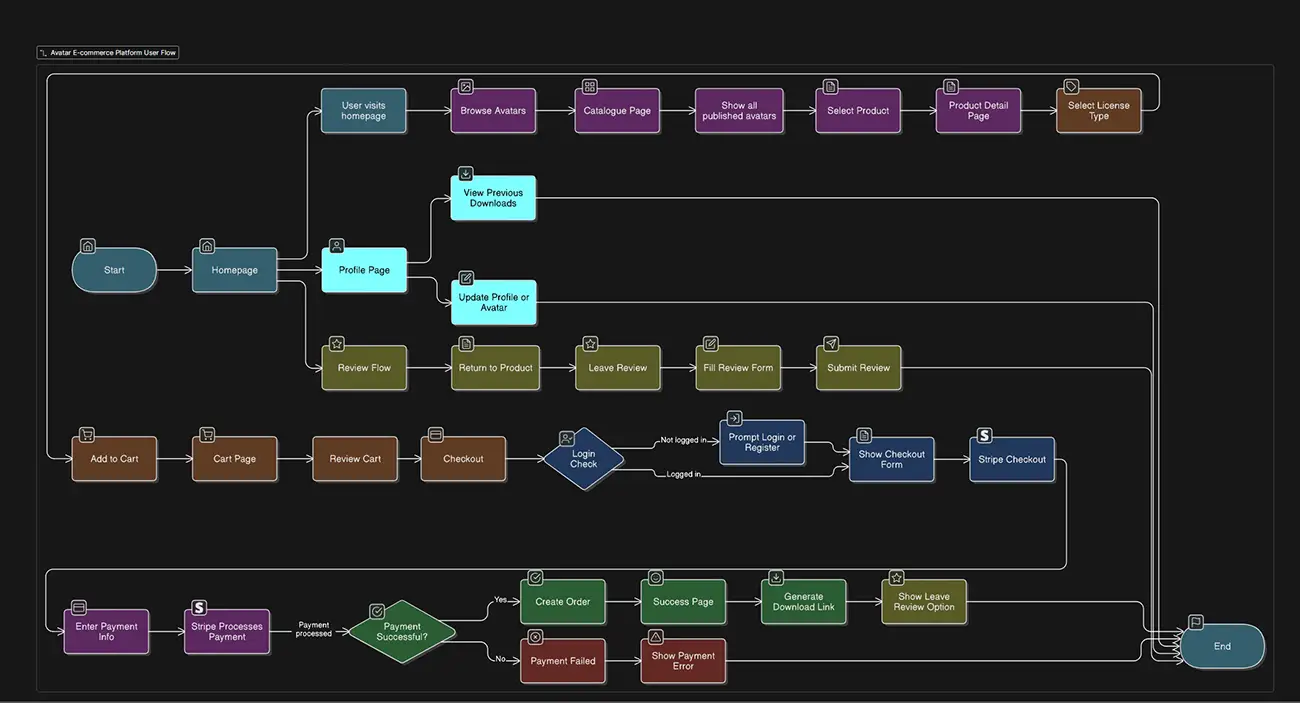 Avatar E-commerce Platform User Flow
User visits
homepage
Browse Avatars
Catalogue Page
Show all
published avatars
Select Product
Product Detail
Page
Select License
Type
View Previous
Downloads
Start
Homepage
Profile Page
Update Profile or
Avatar
Review Flow
Return to Product
Leave Review
Fill Review Form
Submit Review
Add to Cart
Cart Page
Review Cart
Checkout
Login
Check
Not logged in
Logged in
Prompt Login or
Register
Show Checkout
Form
S
Stripe Checkout
Enter Payment
Info
S
Stripe Processes
Payment
Payment
processed
Payment
Successful?
Yes
Create Order
Success Page
Generate
Download Link
Show Leave
Review Option
No
Payment Failed
Show Payment
Error
End